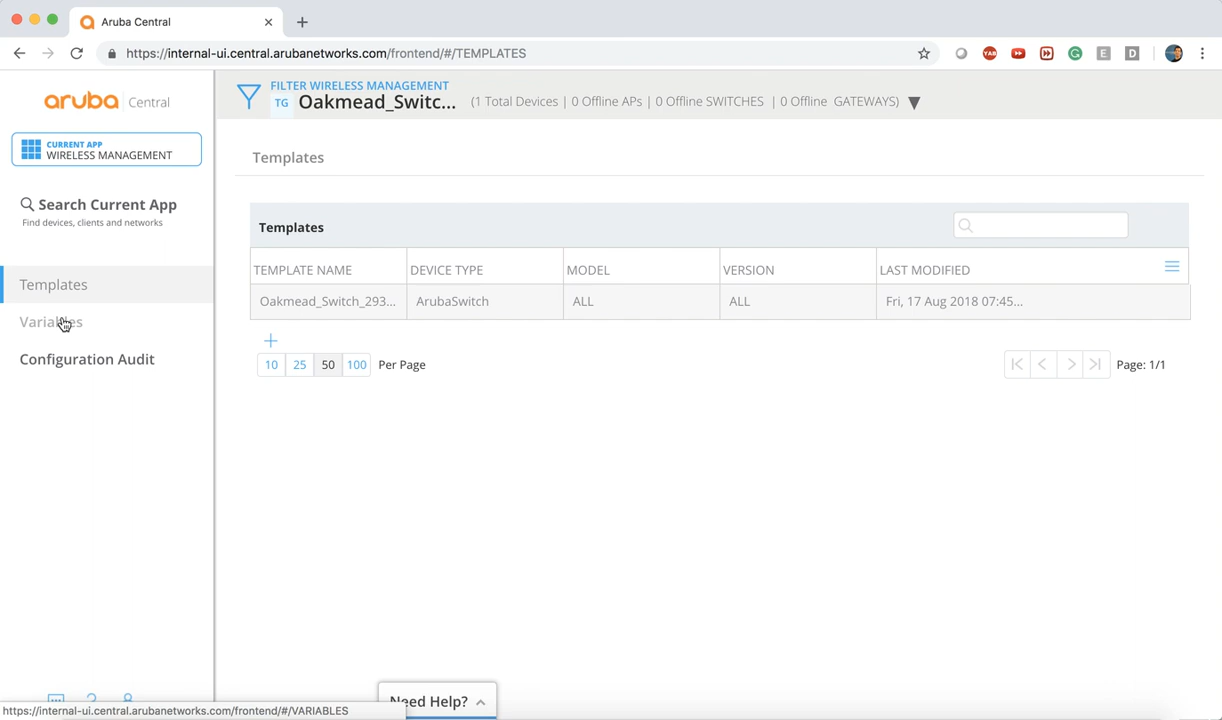 Aruba Central
https://internal-ui.central.arubanetworks.com/frontend/#/TEMPLATES
YAB
G
E
D
aruba Central
CURRENT APP
WIRELESS MANAGEMENT
Search Current App
Find devices, clients and networks
Templates
Variables
Configuration Audit
FILTER WIRELESS MANAGEMENT
TG Oakmead_Switc... (1 Total Devices | 0 Offline APs | 0 Offline SWITCHES | 0 Offline GATEWAYS)
Templates
Templates
TEMPLATE NAME DEVICE TYPE MODEL VERSION LAST MODIFIED
Oakmead_Switch_293... ArubaSwitch ALL ALL Fri, 17 Aug 2018 07:45...
10 25 50 100 Per Page Page: 1/1
Need Help?
https://internal-ui.central.arubanetworks.com/frontend/#/VARIABLES